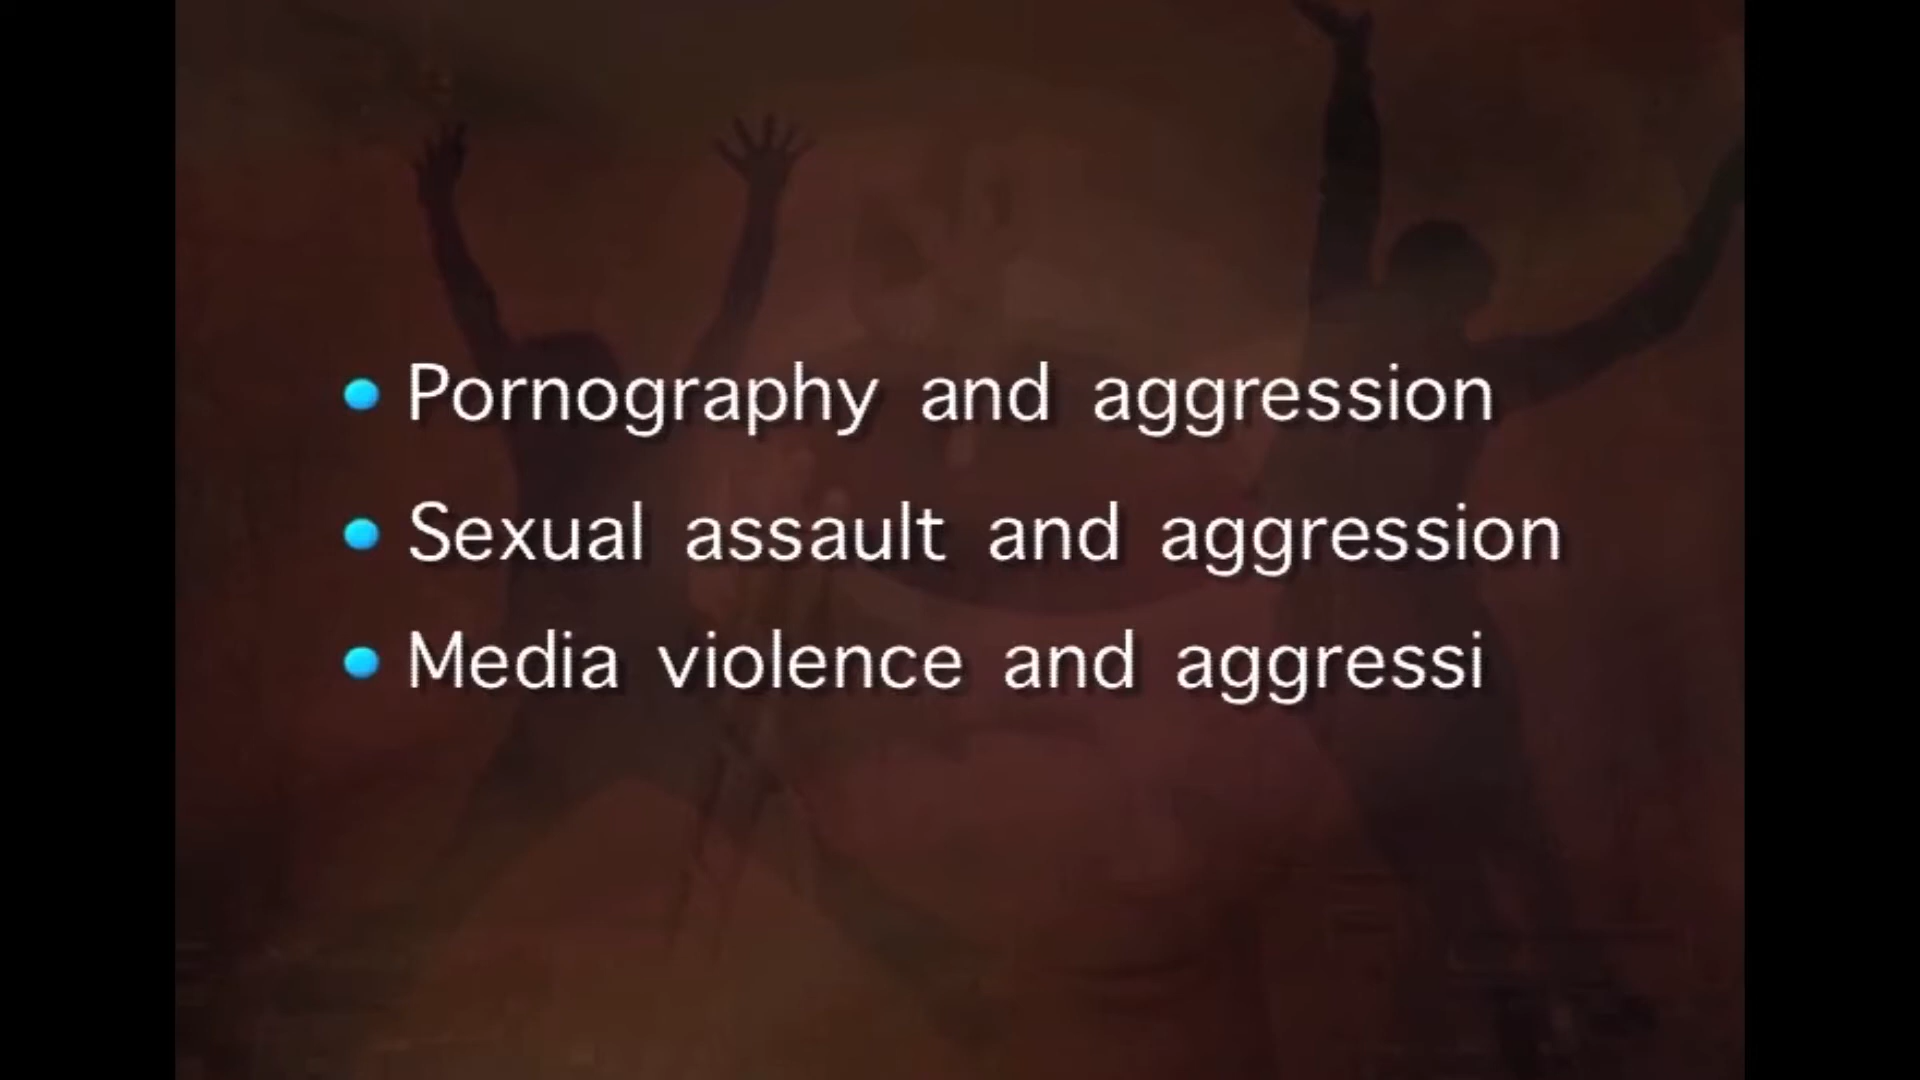 Pornography and aggression
Sexual assault and aggression
Media violence and aggressi